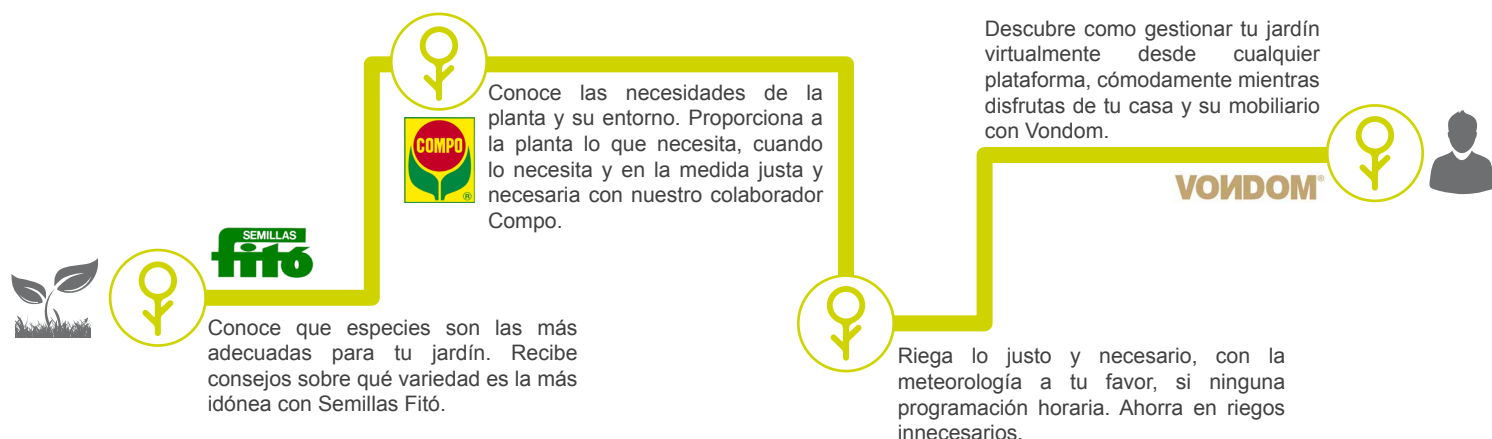 SEMILLAS
fitó
Conoce que especies son las más
adecuadas para tu jardín. Recibe
consejos sobre qué variedad es la más
idónea con Semillas Fitó.
COMPO
®
Conoce las necesidades de la
planta y su entorno. Proporciona a
la planta lo que necesita, cuando
lo necesita y en la medida justa y
necesaria con nuestro colaborador
Compo.
Riega lo justo y necesario, con la
meteorología a tu favor, si ninguna
programación horaria. Ahorra en riegos
innecesarios.
Descubre como gestionar tu jardín
virtualmente desde cualquier
plataforma, cómodamente mientras
disfrutas de tu casa y su mobiliario
con Vondom.
VONDOM®